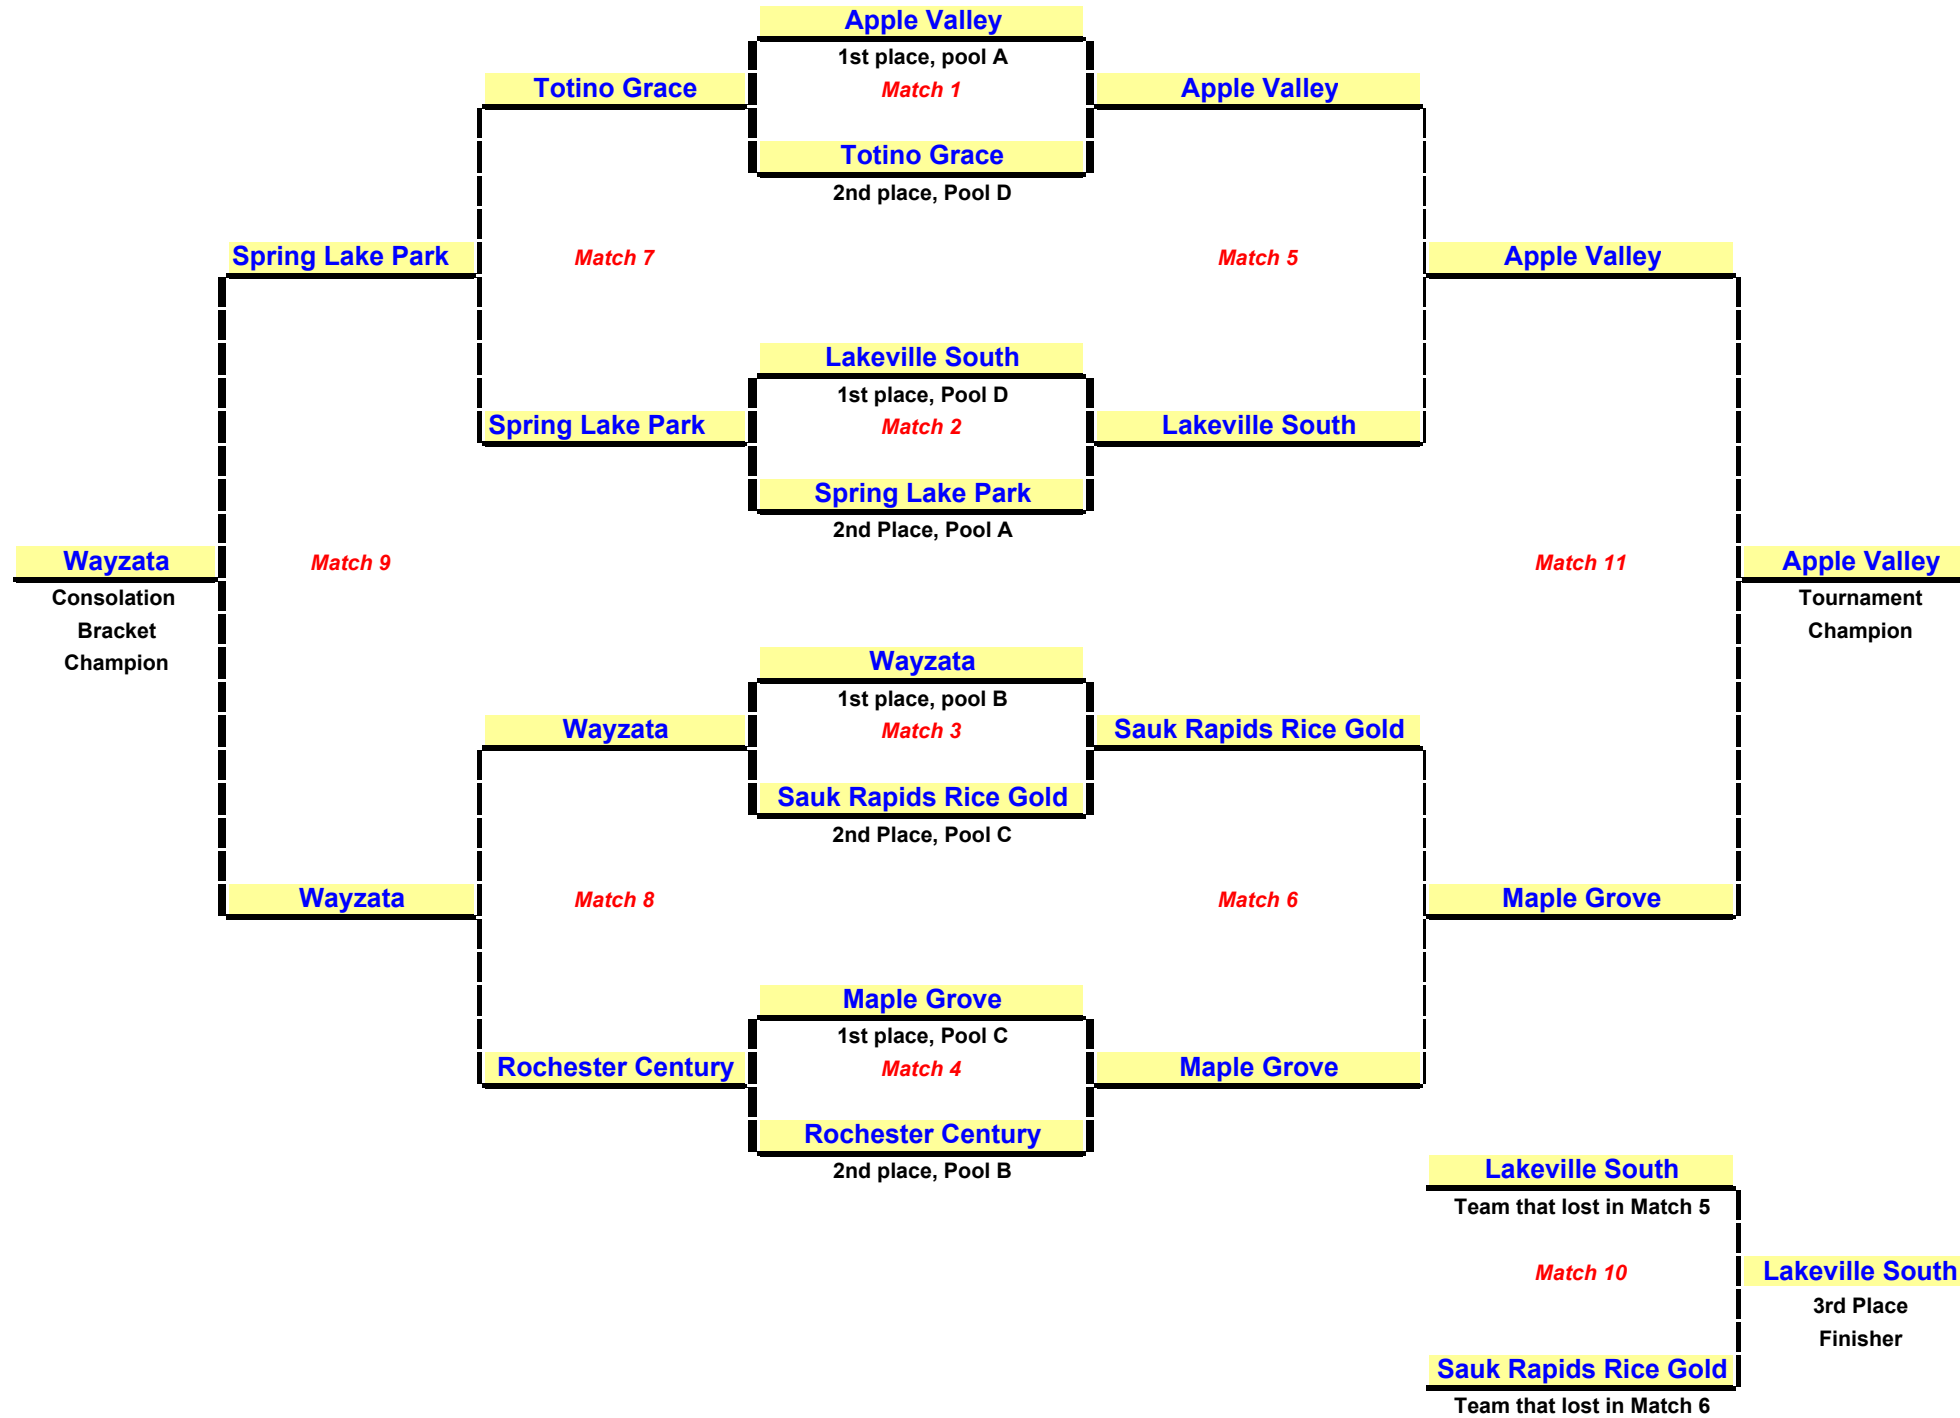 Apple Valley
1st place, pool A
Totino Grace
Match 1
Apple Valley
Totino Grace
2nd place, Pool D
Spring Lake Park
Match 7
Match 5
Apple Valley
Lakeville South
1st place, Pool D
Spring Lake Park
Match 2
Lakeville South
Spring Lake Park
2nd Place, Pool A
Wayzata
Match 9
Match 11
Apple Valley
Consolation
Tournament
Bracket
Champion
Champion
Wayzata
1st place, pool B
Wayzata
Match 3
Sauk Rapids Rice Gold
Sauk Rapids Rice Gold
2nd Place, Pool C
Wayzata
Match 8
Match 6
Maple Grove
Maple Grove
1st place, Pool C
Rochester Century
Match 4
Maple Grove
Rochester Century
2nd place, Pool B
Lakeville South
Team that lost in Match 5
Match 10
Lakeville South
3rd Place
Finisher
Sauk Rapids Rice Gold
Team that lost in Match 6